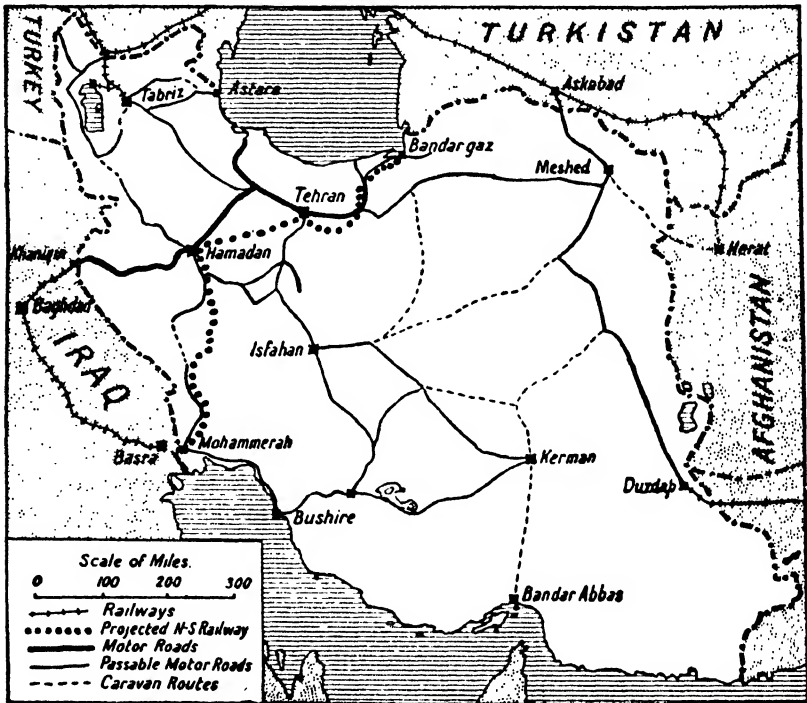 TURKISTAN
TURKEY
Askabad
Tabriz
Astara
Bandargaz
Meshed
Tehran
Herat
Khaniqin
Hamadan
Baghdad
IRAQ
Isfahan
AFGHANISTAN
Mohammerah
Basra
Kerman
Duzdap
Bushire
Bandar Abbas
Scale of Miles.
0 100 200 300
Railways
Projected N-S Railway
Motor Roads
Passable Motor Roads
Caravan Routes